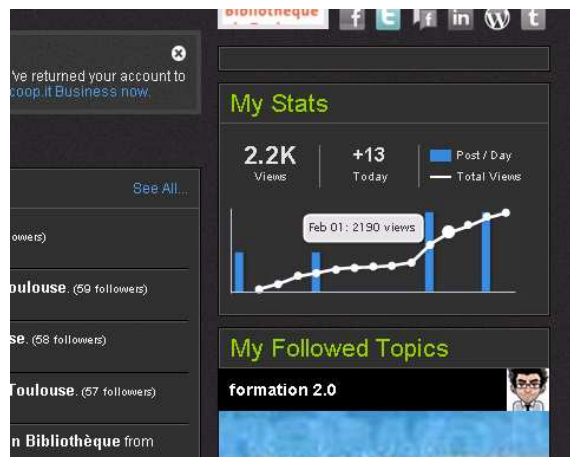 Bibliothèque
f in t
've returned your account to
coop.it Business now.
My Stats
2.2K
Views
+13
Today
Post / Day
Total Views
Feb 01: 2190 views
See All...
owers)
oulouse. (59 followers)
se. (58 followers)
Toulouse. (57 followers)
n Bibliothèque from
My Followed Topics
formation 2.0